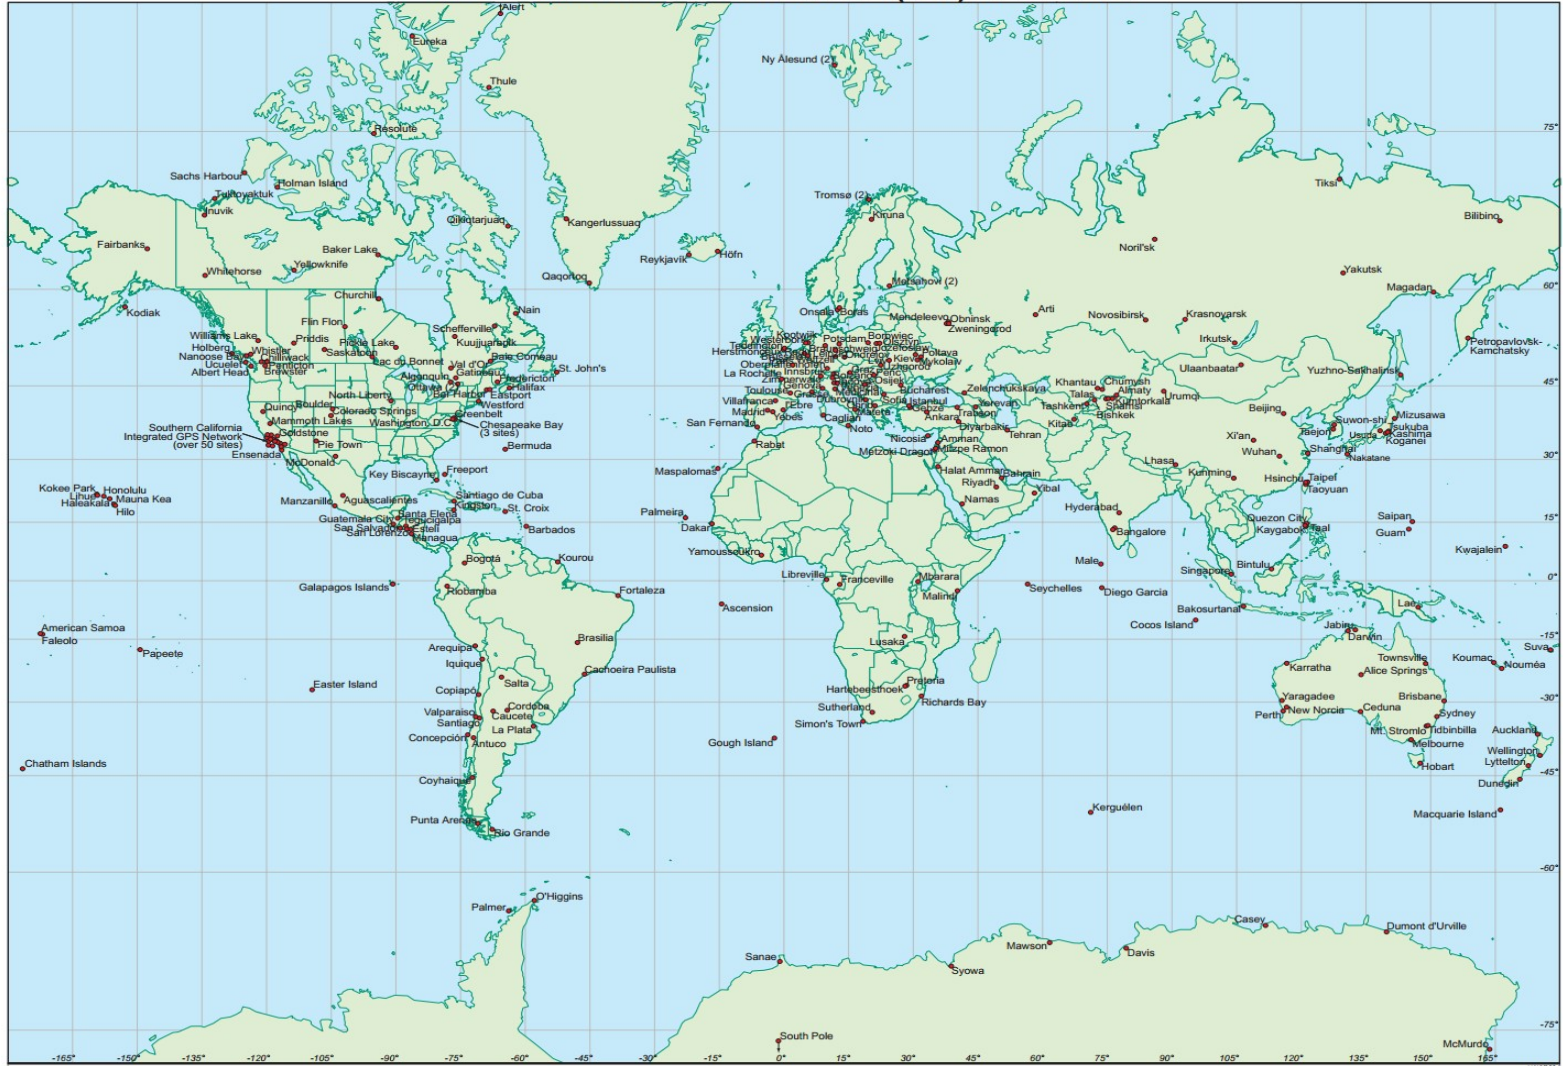 Alert
Eureka
Ny Ålesund (2)
Thule
Resolute
75°
Sachs Harbour
Holman Island
Tiksi
Tuktoyaktuk
Tromsø (2)
Inuvik
Qikiqtarjuaq
Kangerlussuaq
Kiruna
Bilibino
Fairbanks
Baker Lake
Reykjavik
Höfn
Noril'sk
Whitehorse
Yellowknife
Qaqortoq
Metsahovi (2)
Yakutsk
60°
Magadan
Churchill
Kodiak
Nain
Onsala
Boras
Mendeleevo
Obninsk
Zweningorod
Arti
Novosibirsk
Krasnoyarsk
Flin Flon
Schefferville
Williams Lake
Priddis
Pickle Lake
Kuujjuarapik
Kootwijk
Westerbork
Potsdam
Borowiec
Olsztyn
Irkutsk
Petropavlovsk-
Kamchatsky
Holberg
Whistler
Saskatoon
Nanoose Bay
Chilliwack
Lac du Bonnet
Val d'Or
Baie Comeau
Poltava
Ucluelet
Penticton
Albert Head
Brewster
Algonquin
Gatineau
St. John's
La Rochelle
Kiev
Mykolaiv
Uzhgorod
Ulaanbaatar
Yuzhno-Sakhalinsk
45°
Fredericton
Halifax
Eastport
Bar Harbor
Westford
North Liberty
Boulder
Quincy
Colorado Springs
Greenbelt
Mammoth Lakes
Washington, D.C.
Chesapeake Bay
(3 sites)
Toulouse
Villafranca
Madrid
Ebre
Yebes
San Fernando
Cagliari
Matera
Noto
Osijek
Bucharest
Sofia
Istanbul
Gebze
Ankara
Trabzon
Yerevan
Zelenchukskaya
Diyarbakis
Tehran
Khantau
Chumysh
Talas
Almaty
Tashkent
Kumtorkala
Shamsi
Urumqi
Bishkek
Kitab
Beijing
Suwon-shi
Mizusawa
Taejon
Usuda
Tsukuba
Kashima
Koganei
Southern California
Integrated GPS Network
(over 50 sites)
Goldstone
Pie Town
Ensenada
McDonald
Bermuda
Rabat
Nicosia
Amman
Metzoki Dragot
Mitzpe Ramon
Xi'an
Wuhan
Shanghai
Nakatane
30°
Key Biscayne
Freeport
Maspalomas
Halat Ammar
Bahrain
Riyadh
Lhasa
Kunming
Hsinchu
Taipei
Taoyuan
Kokee Park
Honolulu
Lihue
Mauna Kea
Haleakala
Hilo
Manzanillo
Aguascalientes
Santiago de Cuba
Kingston
St. Croix
Namas
Yibal
Hyderabad
Palmeira
Dakar
Guatemala City
Santa Elena
Tegucigalpa
San Salvador
Esteli
San Lorenzo
Managua
Barbados
Bangalore
Quezon City
Taal
Kaygabok
Saipan
Guam
15°
Yamoussoukro
Bogotá
Kourou
Male
Singapore
Bintulu
Kwajalein
Galapagos Islands
Riobamba
Fortaleza
Libreville
Franceville
Mbarara
Malindi
Seychelles
Diego Garcia
0°
Ascension
Bakosurtanal
Lae
Cocos Island
American Samoa
Faleolo
Papeete
Brasilia
Lusaka
Jabiru
Darwin
-15°
Arequipa
Iquique
Suva
Cachoeira Paulista
Karratha
Townsville
Koumac
Nouméa
Alice Springs
Easter Island
Copiapó
Salta
Hartebeesthoek
Pretoria
Richards Bay
Yaragadee
Brisbane
-30°
Valparaiso
Cordoba
Caucete
Sutherland
New Norcia
Perth
Ceduna
Sydney
Santiago
La Plata
Simon's Town
Mt. Stromlo
Tidbinbilla
Auckland
Concepción
Antuco
Gough Island
Melbourne
Wellington
Chatham Islands
Hobart
Lyttelton
-45°
Coyhaique
Dunedin
Kerguélen
Macquarie Island
Punta Arenas
Rio Grande
-60°
O'Higgins
Palmer
Casey
Dumont d'Urville
Mawson
Davis
Sanae
Syowa
-75°
South Pole
McMurdo
-165° -150° -135° -120° -105° -90° -75° -60° -45° -30° -15° 0° 15° 30° 45° 60° 75° 90° 105° 120° 135° 150° 165°